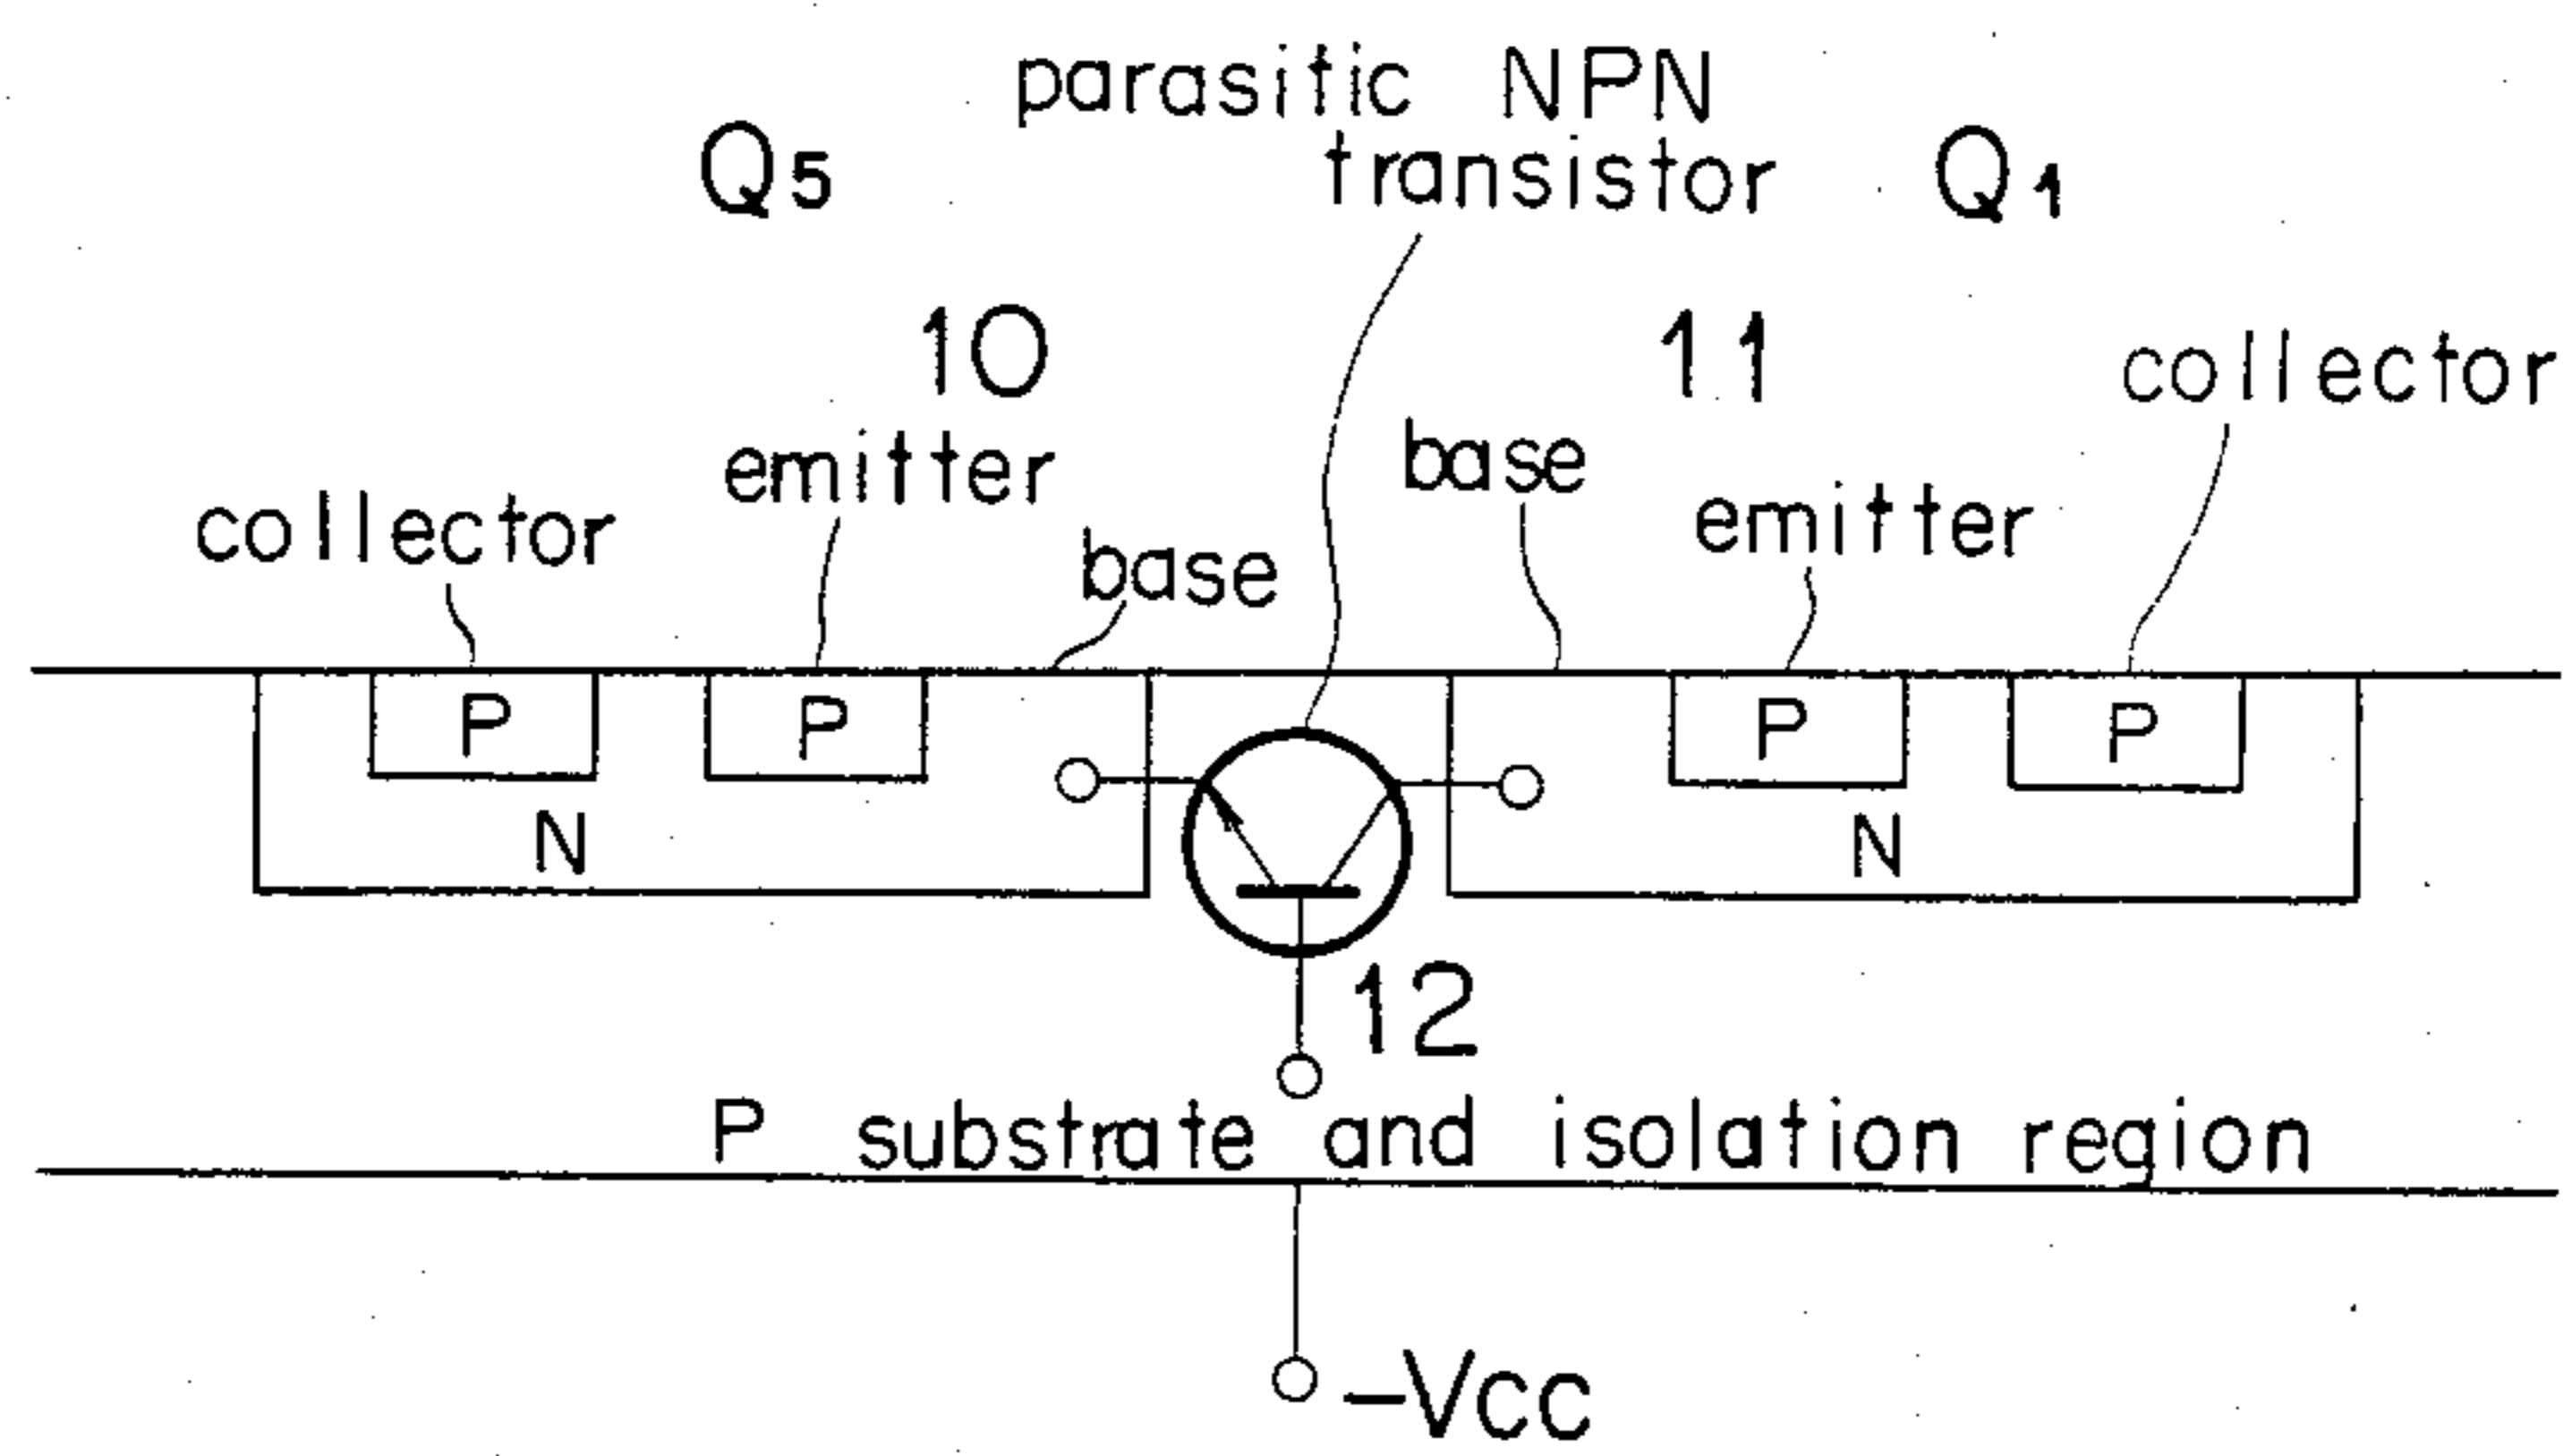 parasitic NPN
transistor
Q5
Q1
10
11
collector
emitter
base
base
emitter
collector
P
P
P
P
N
N
12
P substrate and isolation region
-Vcc